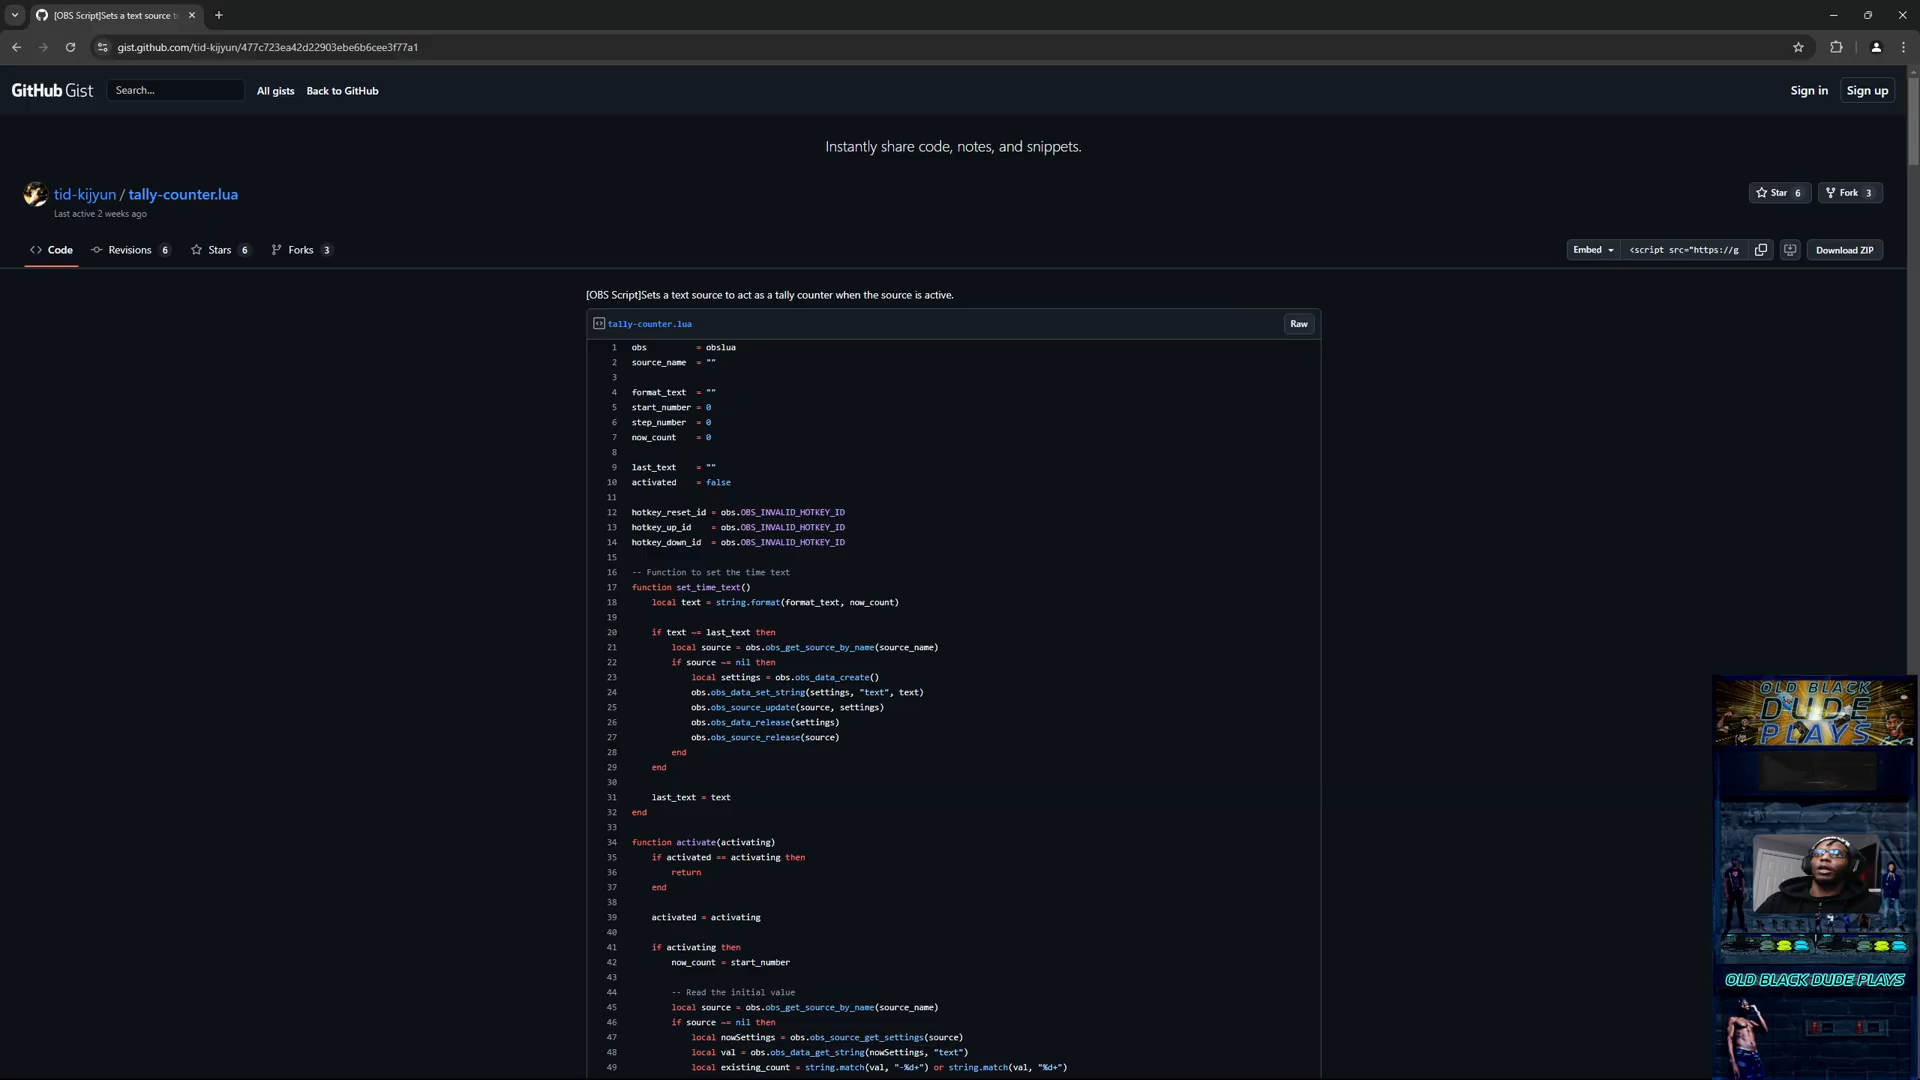 [OBS Script]Sets a text source to
gist.github.com/tid-kijyun/477c723ea42d22903ebe6b6cee3f77a1
GitHub Gist
Search...
All gists
Back to GitHub
Sign in
Sign up
Instantly share code, notes, and snippets.
tid-kijyun / tally-counter.lua
Last active 2 weeks ago
Star 6
Fork 3
Code
Revisions 6
Stars 6
Forks 3
Embed
<script src="https://g
Download ZIP
[OBS Script]Sets a text source to act as a tally counter when the source is active.
tally-counter.lua
Raw
1 obs = obslua
2 source_name = ""
3
4 format_text = ""
5 start_number = 0
6 step_number = 0
7 now_count = 0
8
9 last_text = ""
10 activated = false
11
12 hotkey_reset_id = obs.OBS_INVALID_HOTKEY_ID
13 hotkey_up_id = obs.OBS_INVALID_HOTKEY_ID
14 hotkey_down_id = obs.OBS_INVALID_HOTKEY_ID
15
16 -- Function to set the time text
17 function set_time_text()
18 local text = string.format(format_text, now_count)
19
20 if text ~= last_text then
21 local source = obs.obs_get_source_by_name(source_name)
22 if source ~= nil then
23 local settings = obs.obs_data_create()
24 obs.obs_data_set_string(settings, "text", text)
25 obs.obs_source_update(source, settings)
26 obs.obs_data_release(settings)
27 obs.obs_source_release(source)
28 end
29 end
30
31 last_text = text
32 end
33
34 function activate(activating)
35 if activated == activating then
36 return
37 end
38
39 activated = activating
40
41 if activating then
42 now_count = start_number
43
44 -- Read the initial value
45 local source = obs.obs_get_source_by_name(source_name)
46 if source ~= nil then
47 local nowSettings = obs.obs_source_get_settings(source)
48 local val = obs.obs_data_get_string(nowSettings, "text")
49 local existing_count = string.match(val, "-%d+") or string.match(val, "%d+")
OLD BLACK
DUDE
PLAYS
OLD BLACK DUDE PLAYS